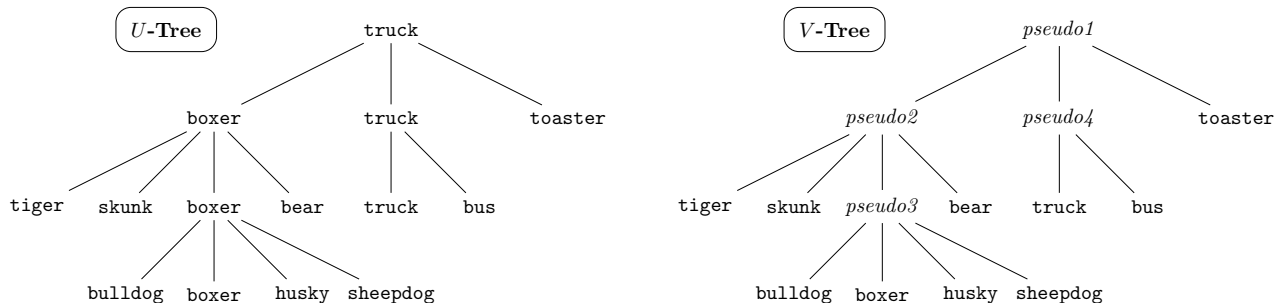 U-Tree truck V-Tree pseudo1
boxer truck toaster pseudo2 pseudo4 toaster
tiger skunk boxer bear truck bus tiger skunk pseudo3 bear truck bus
bulldog boxer husky sheepdog bulldog boxer husky sheepdog